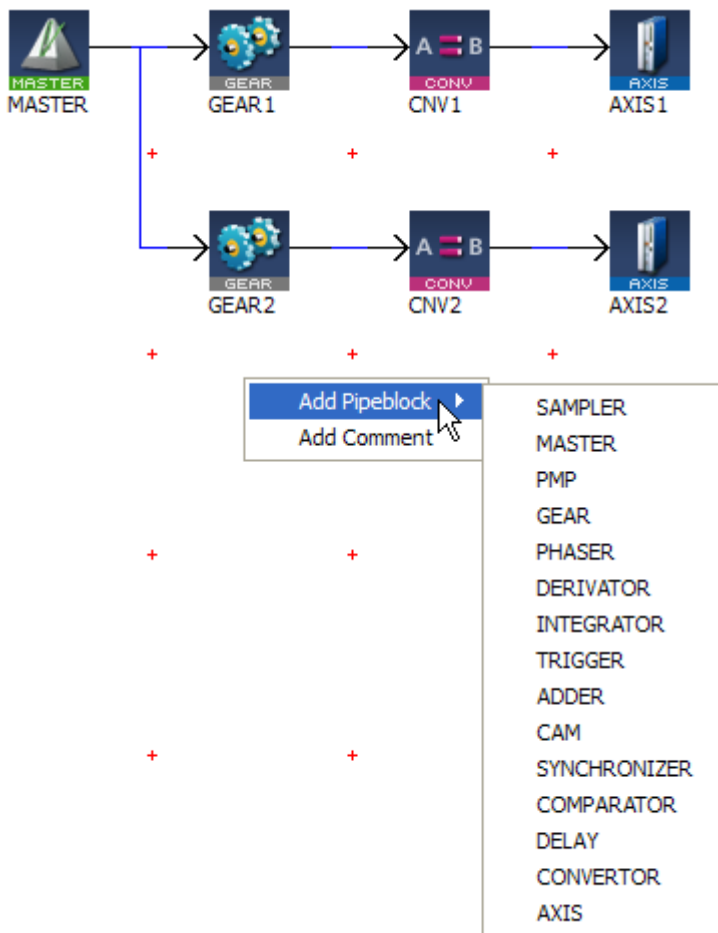 A B
A B
MASTER GEAR CONV AXIS
MASTER GEAR1 CNV1 AXIS1
GEAR CONV AXIS
GEAR2 CNV2 AXIS2
Add Pipeblock
Add Comment
SAMPLER
MASTER
PMP
GEAR
PHASER
DERIVATOR
INTEGRATOR
TRIGGER
ADDER
CAM
SYNCHRONIZER
COMPARATOR
DELAY
CONVERTOR
AXIS